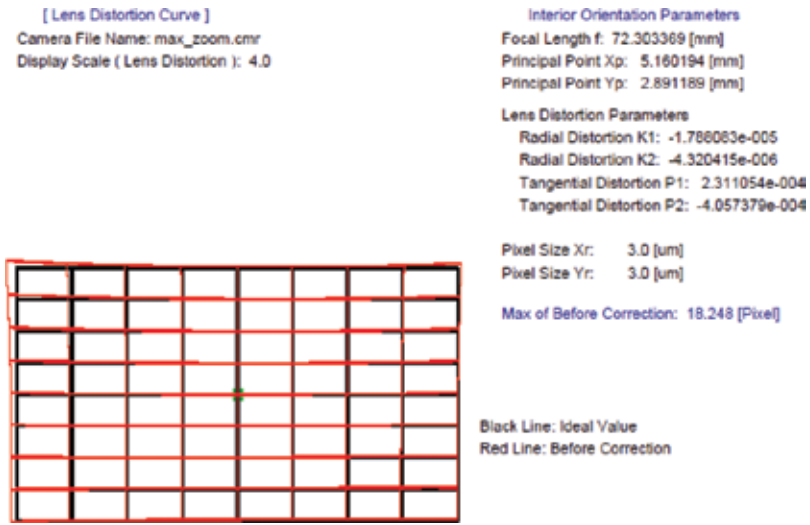 [ Lens Distortion Curve ]
Camera File Name: max_zoom.cmr
Display Scale ( Lens Distortion ): 4.0
Interior Orientation Parameters
Focal Length f: 72.303369 [mm]
Principal Point Xp: 5.160194 [mm]
Principal Point Yp: 2.891189 [mm]
Lens Distortion Parameters
Radial Distortion K1: -1.786083e-005
Radial Distortion K2: -4.320415e-006
Tangential Distortion P1: 2.311054e-004
Tangential Distortion P2: -4.057379e-004
Pixel Size Xr: 3.0 [um]
Pixel Size Yr: 3.0 [um]
Max of Before Correction: 18.248 [Pixel]
Black Line: Ideal Value
Red Line: Before Correction